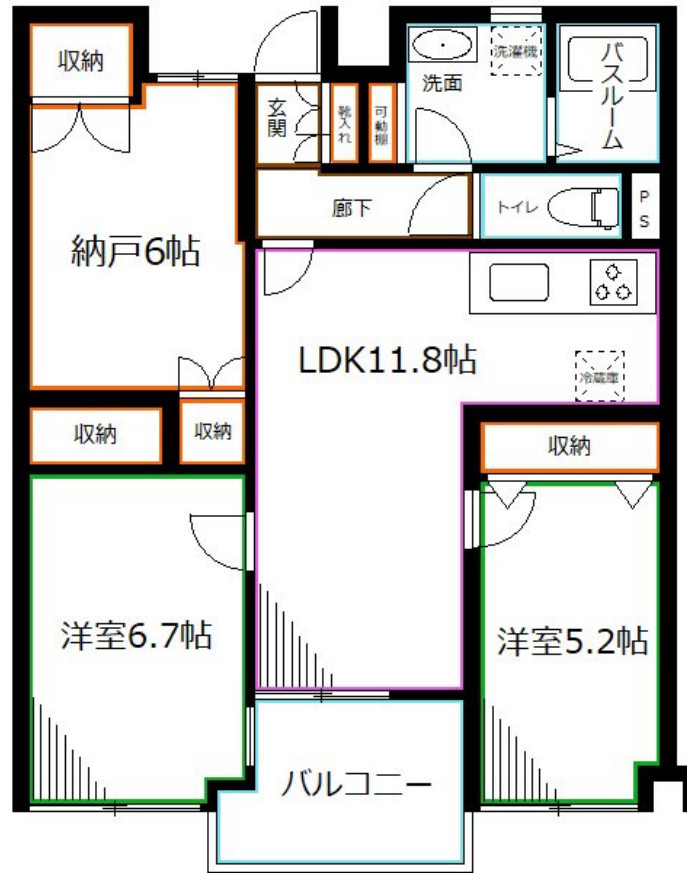 収納
洗濯機
バスルーム
洗面
玄関
靴入れ
可動棚
廊下
トイレ
PS
納戸6帖
LDK11.8帖
冷蔵庫
収納
収納
収納
洋室6.7帖
洋室5.2帖
バルコニー